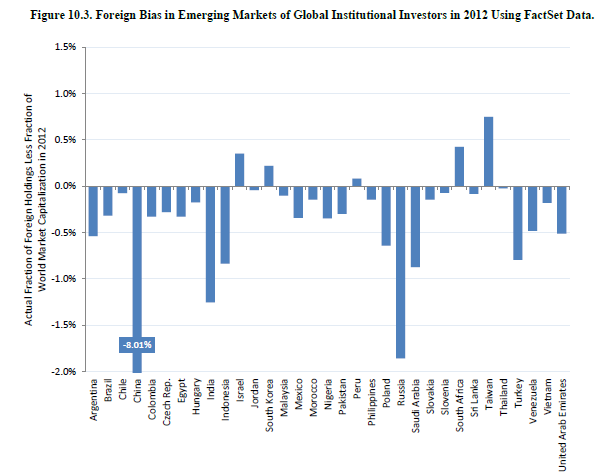 Figure 10.3. Foreign Bias in Emerging Markets of Global Institutional Investors in 2012 Using FactSet Data.
Actual Fraction of Foreign Holdings Less Fraction of
World Market Capitalization in 2012
1.5%
1.0%
0.5%
0.0%
-0.5%
-1.0%
-1.5%
-2.0%
-8.01%
Argentina
Brazil
Chile
China
Colombia
Czech Rep.
Egypt
Hungary
India
Indonesia
Israel
Jordan
South Korea
Malaysia
Mexico
Morocco
Nigeria
Pakistan
Peru
Philippines
Poland
Russia
Saudi Arabia
Slovakia
Slovenia
South Africa
Sri Lanka
Taiwan
Thailand
Turkey
Venezuela
Vietnam
United Arab Emirates